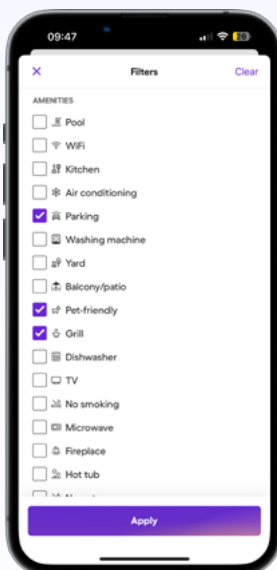 09:47
26
Filters
Clear
AMENITIES
Pool
WiFi
Kitchen
Air conditioning
Parking
Washing machine
Yard
Balcony/patio
Pet-friendly
Grill
Dishwasher
TV
No smoking
Microwave
Fireplace
Hot tub
Apply